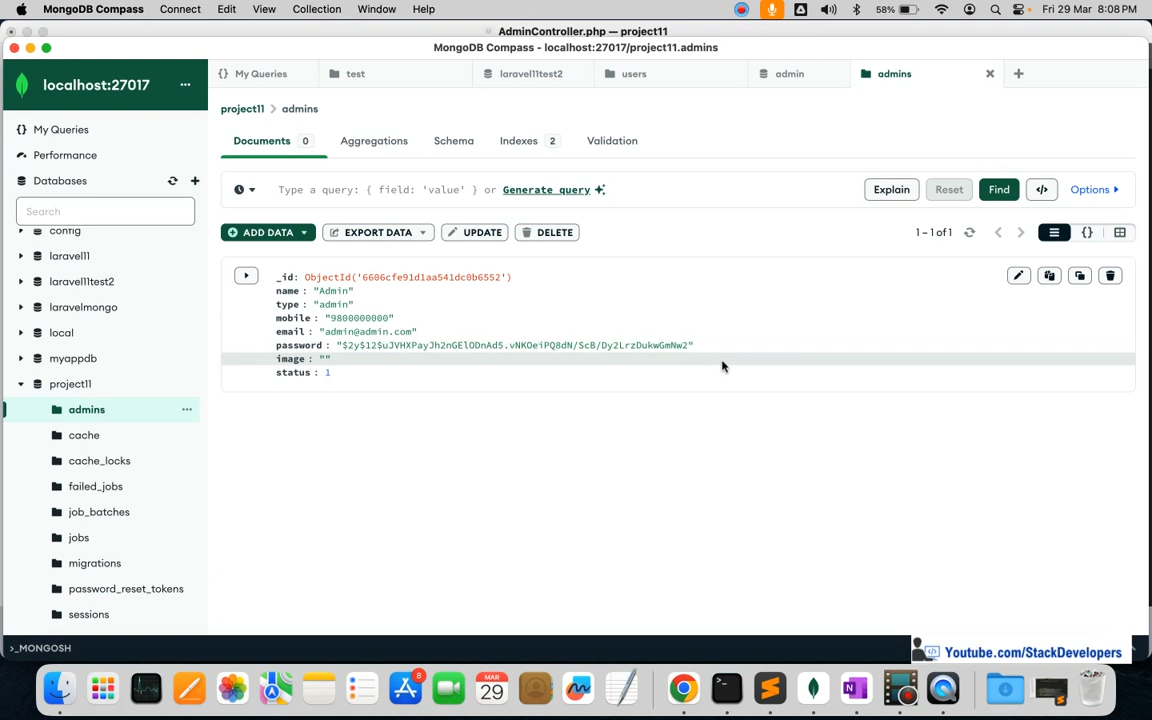 MongoDB Compass Connect Edit View Collection Window Help 58% Fri 29 Mar 8:08 PM
AdminController.php — project11
MongoDB Compass - localhost:27017/project11.admins
localhost:27017
{} My Queries
test
laravel11test2
users
admin
admins
My Queries
Performance
Databases
Search
config
laravel11
laravel11test2
laravelmongo
local
myappdb
project11
admins
cache
cache_locks
failed_jobs
job_batches
jobs
migrations
password_reset_tokens
sessions
>_MONGOSH
project11 > admins
Documents 0 Aggregations Schema Indexes 2 Validation
Type a query: { field: 'value' } or Generate query
Explain Reset Find </> Options
ADD DATA EXPORT DATA UPDATE DELETE
1 – 1 of 1
_id: ObjectId('6606cfe91d1aa541dc0b6552')
name : "Admin"
type : "admin"
mobile : "9800000000"
email : "admin@admin.com"
password : "$2y$12$uJVHXPayJh2nGElODnAd5.vNKOeiPQ8dN/ScB/Dy2LrzDukwGmNw2"
image : ""
status : 1
Youtube.com/StackDevelopers
8
MAR
29